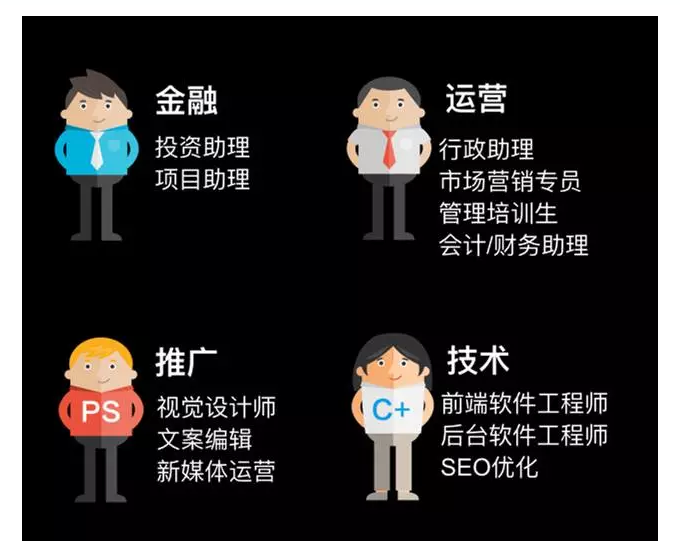 金融
投资助理
项目助理
运营
行政助理
市场营销专员
管理培训生
会计/财务助理
推广
PS
视觉设计师
文案编辑
新媒体运营
技术
C+
前端软件工程师
后台软件工程师
SEO优化